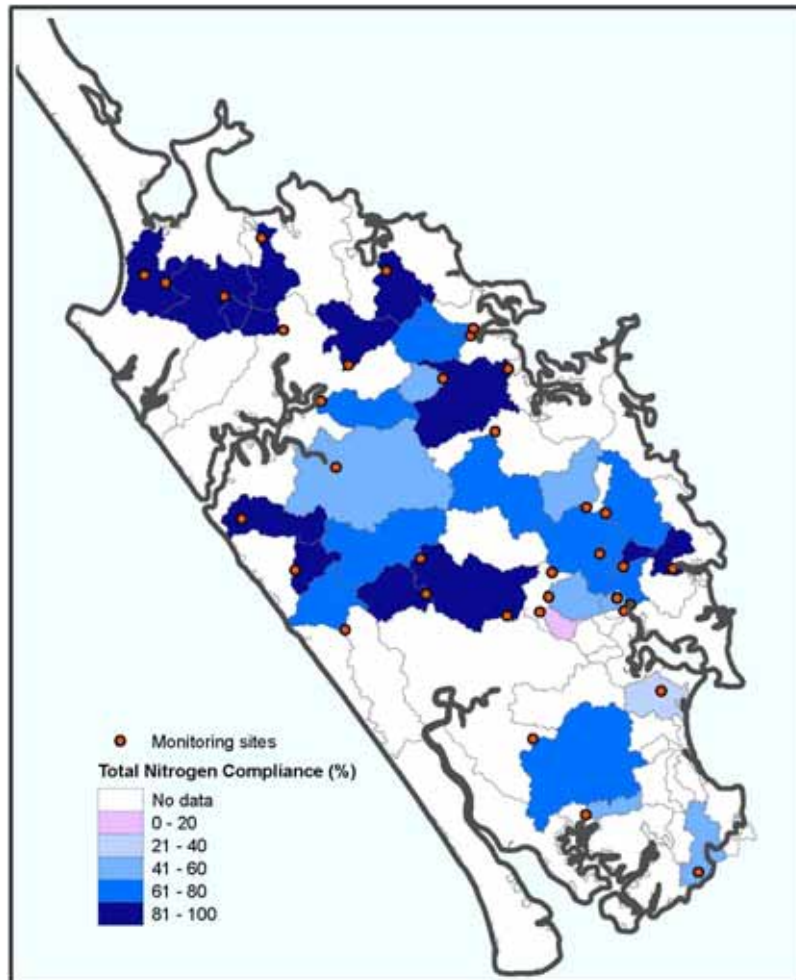 Monitoring sites
Total Nitrogen Compliance (%)
No data
0 - 20
21 - 40
41 - 60
61 - 80
81 - 100